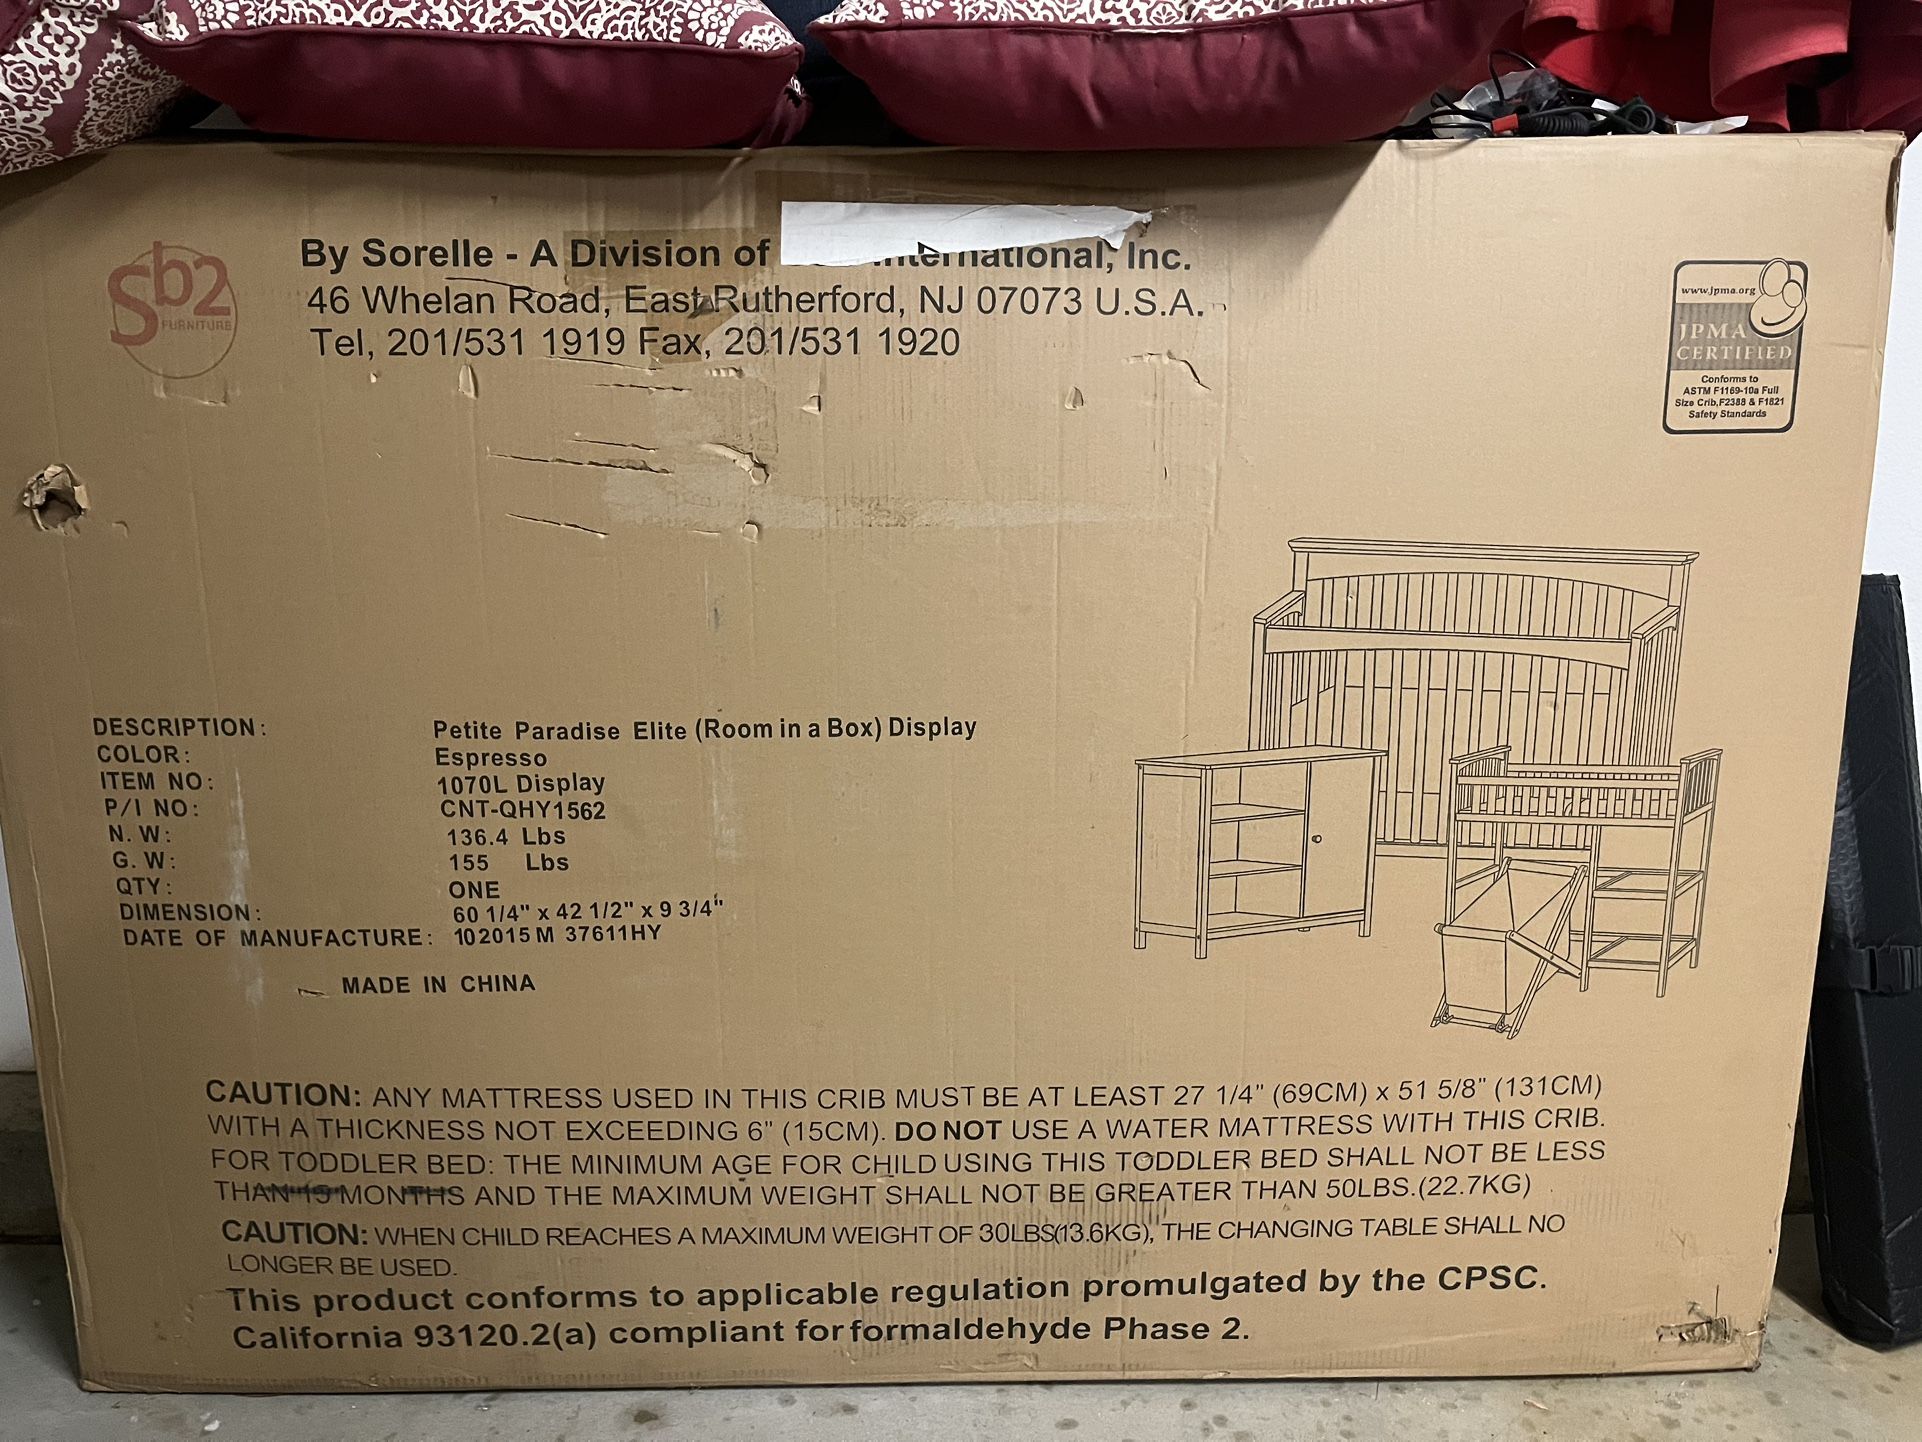 Sb2
FURNITURE
By Sorelle - A Division of International, Inc.
46 Whelan Road, East Rutherford, NJ 07073 U.S.A.
Tel, 201/531 1919 Fax, 201/531 1920
www.jpma.org
JPMA
CERTIFIED
Conforms to
ASTM F1169-10a Full
Size Crib,F2388 & F1821
Safety Standards
DESCRIPTION: Petite Paradise Elite (Room in a Box) Display
COLOR: Espresso
ITEM NO: 1070L Display
P/I NO: CNT-QHY1562
N.W: 136.4 Lbs
G.W: 155 Lbs
QTY: ONE
DIMENSION: 60 1/4" x 42 1/2" x 9 3/4"
DATE OF MANUFACTURE: 102015M 37611HY
MADE IN CHINA
CAUTION: ANY MATTRESS USED IN THIS CRIB MUST BE AT LEAST 27 1/4" (69CM) x 51 5/8" (131CM)
WITH A THICKNESS NOT EXCEEDING 6" (15CM). DO NOT USE A WATER MATTRESS WITH THIS CRIB.
FOR TODDLER BED: THE MINIMUM AGE FOR CHILD USING THIS TODDLER BED SHALL NOT BE LESS
THAN 15 MONTHS AND THE MAXIMUM WEIGHT SHALL NOT BE GREATER THAN 50LBS.(22.7KG)
CAUTION: WHEN CHILD REACHES A MAXIMUM WEIGHT OF 30LBS(13.6KG), THE CHANGING TABLE SHALL NO
LONGER BE USED.
This product conforms to applicable regulation promulgated by the CPSC.
California 93120.2(a) compliant for formaldehyde Phase 2.